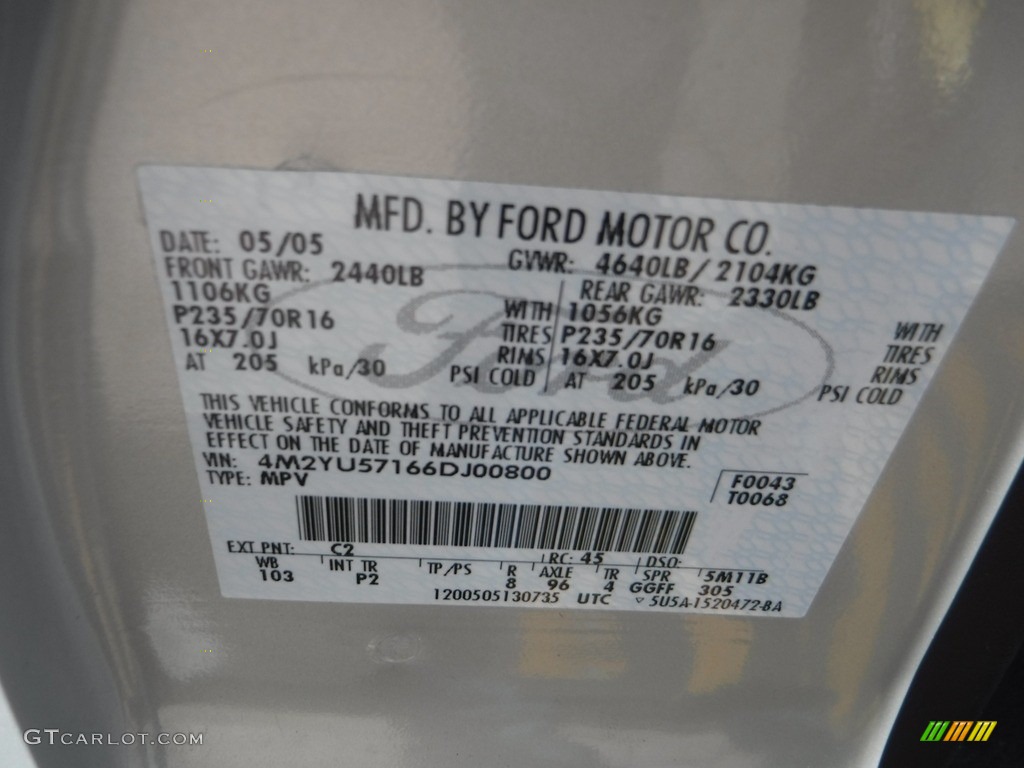 MFD. BY FORD MOTOR CO.
DATE: 05/05 GVWR: 4640LB/ 2104KG
FRONT GAWR: 2440LB REAR GAWR: 2330LB
1106KG WITH 1056KG WITH
P235/70R16 TIRES P235/70R16 TIRES
16X7.0J RIMS 16X7.0J RIMS
AT 205 kPa/30 PSI COLD AT 205 kPa/30 PSI COLD
THIS VEHICLE CONFORMS TO ALL APPLICABLE FEDERAL MOTOR
VEHICLE SAFETY AND THEFT PREVENTION STANDARDS IN
EFFECT ON THE DATE OF MANUFACTURE SHOWN ABOVE.
VIN: 4M2YU57166DJ00800 F0043
TYPE: MPV T0068
EXT PNT: C2 RC: 45 DSO:
WB INT TR TP/PS R AXLE TR SPR 5M11B
103 P2 8 96 4 GGFF 305
1200505130735 UTC 5U5A-1520472-BA
Ford
GTCARLOT.COM